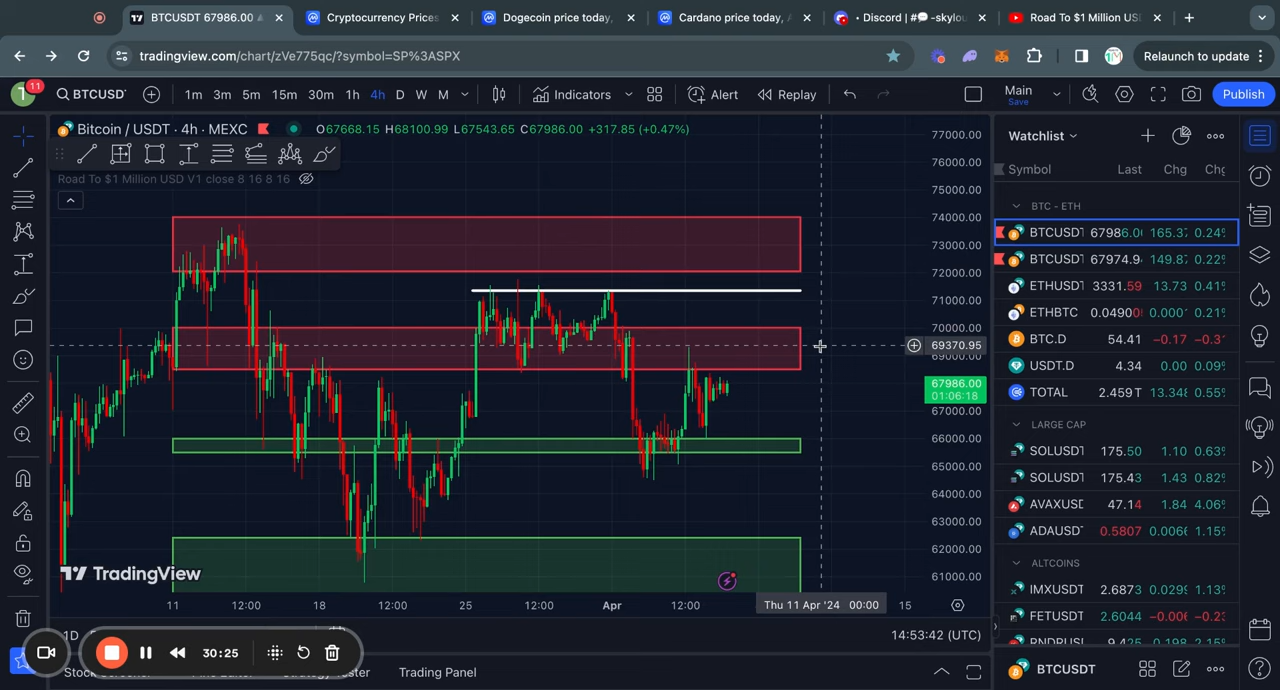 BTCUSDT 67986.00
Cryptocurrency Prices
Dogecoin price today,
Cardano price today,
Discord | #💬-skylou
Road To $1 Million US
tradingview.com/chart/zVe775qc/?symbol=SP%3ASPX
Relaunch to update
11
BTCUSDT
1m 3m 5m 15m 30m 1h 4h D W M
Indicators
Alert
Replay
Main
Save
Publish
Bitcoin / USDT · 4h · MEXC
O67668.15 H68100.99 L67543.65 C67986.00 +317.85 (+0.47%)
Road To $1 Million USD V1 close 8 16 8 16
77000.00
76000.00
75000.00
74000.00
73000.00
72000.00
71000.00
70000.00
69370.95
69000.00
67986.00
01:06:18
67000.00
66000.00
65000.00
64000.00
63000.00
62000.00
61000.00
TradingView
11 12:00 18 12:00 25 12:00 Apr 12:00 Thu 11 Apr '24 00:00 15
1D
14:53:42 (UTC)
30:25
Trading Panel
Watchlist
Symbol Last Chg Chg
BTC - ETH
BTCUSDT 67986.0 165.37 0.24%
BTCUSDT 67974.9 149.87 0.22%
ETHUSDT 3331.59 13.73 0.41%
ETHBTC 0.0490 0.000 0.21%
BTC.D 54.41 −0.17 −0.3
USDT.D 4.34 0.00 0.09%
TOTAL 2.459T 13.348 0.55%
LARGE CAP
SOLUSDT 175.50 1.10 0.63%
SOLUSDT 175.43 1.43 0.82%
AVAXUSD 47.14 1.84 4.06%
ADAUSDT 0.5807 0.006 1.15%
ALTCOINS
IMXUSDT 2.6873 0.029 1.13%
FETUSDT 2.6044 −0.00 −0.2
BTCUSDT